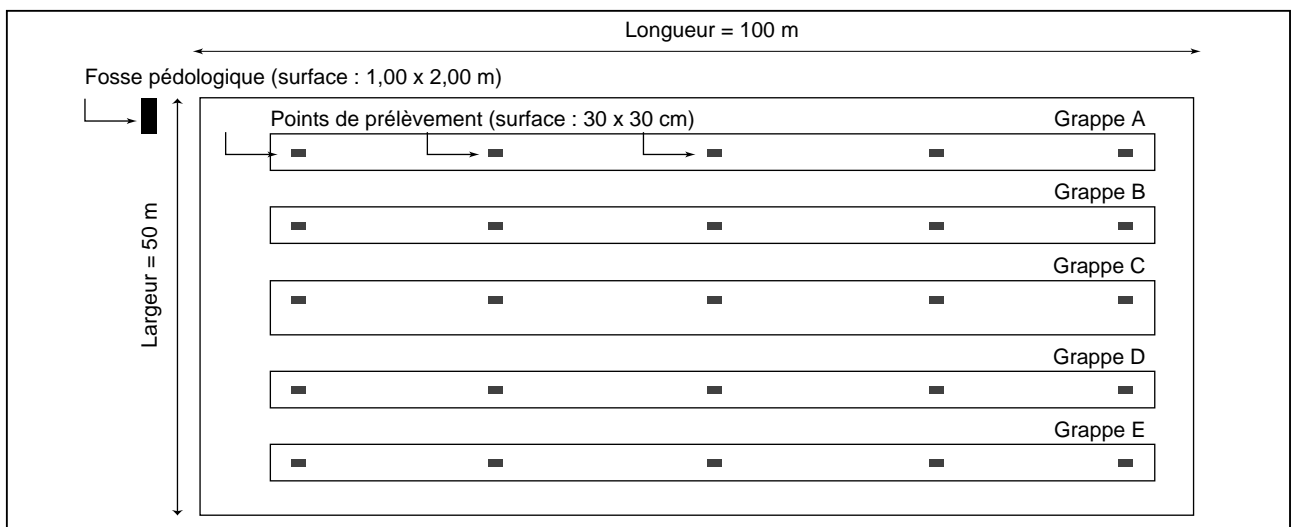 Longueur = 100 m
Fosse pédologique (surface : 1,00 x 2,00 m)
Points de prélèvement (surface : 30 x 30 cm)
Grappe A
Grappe B
Largeur = 50 m
Grappe C
Grappe D
Grappe E